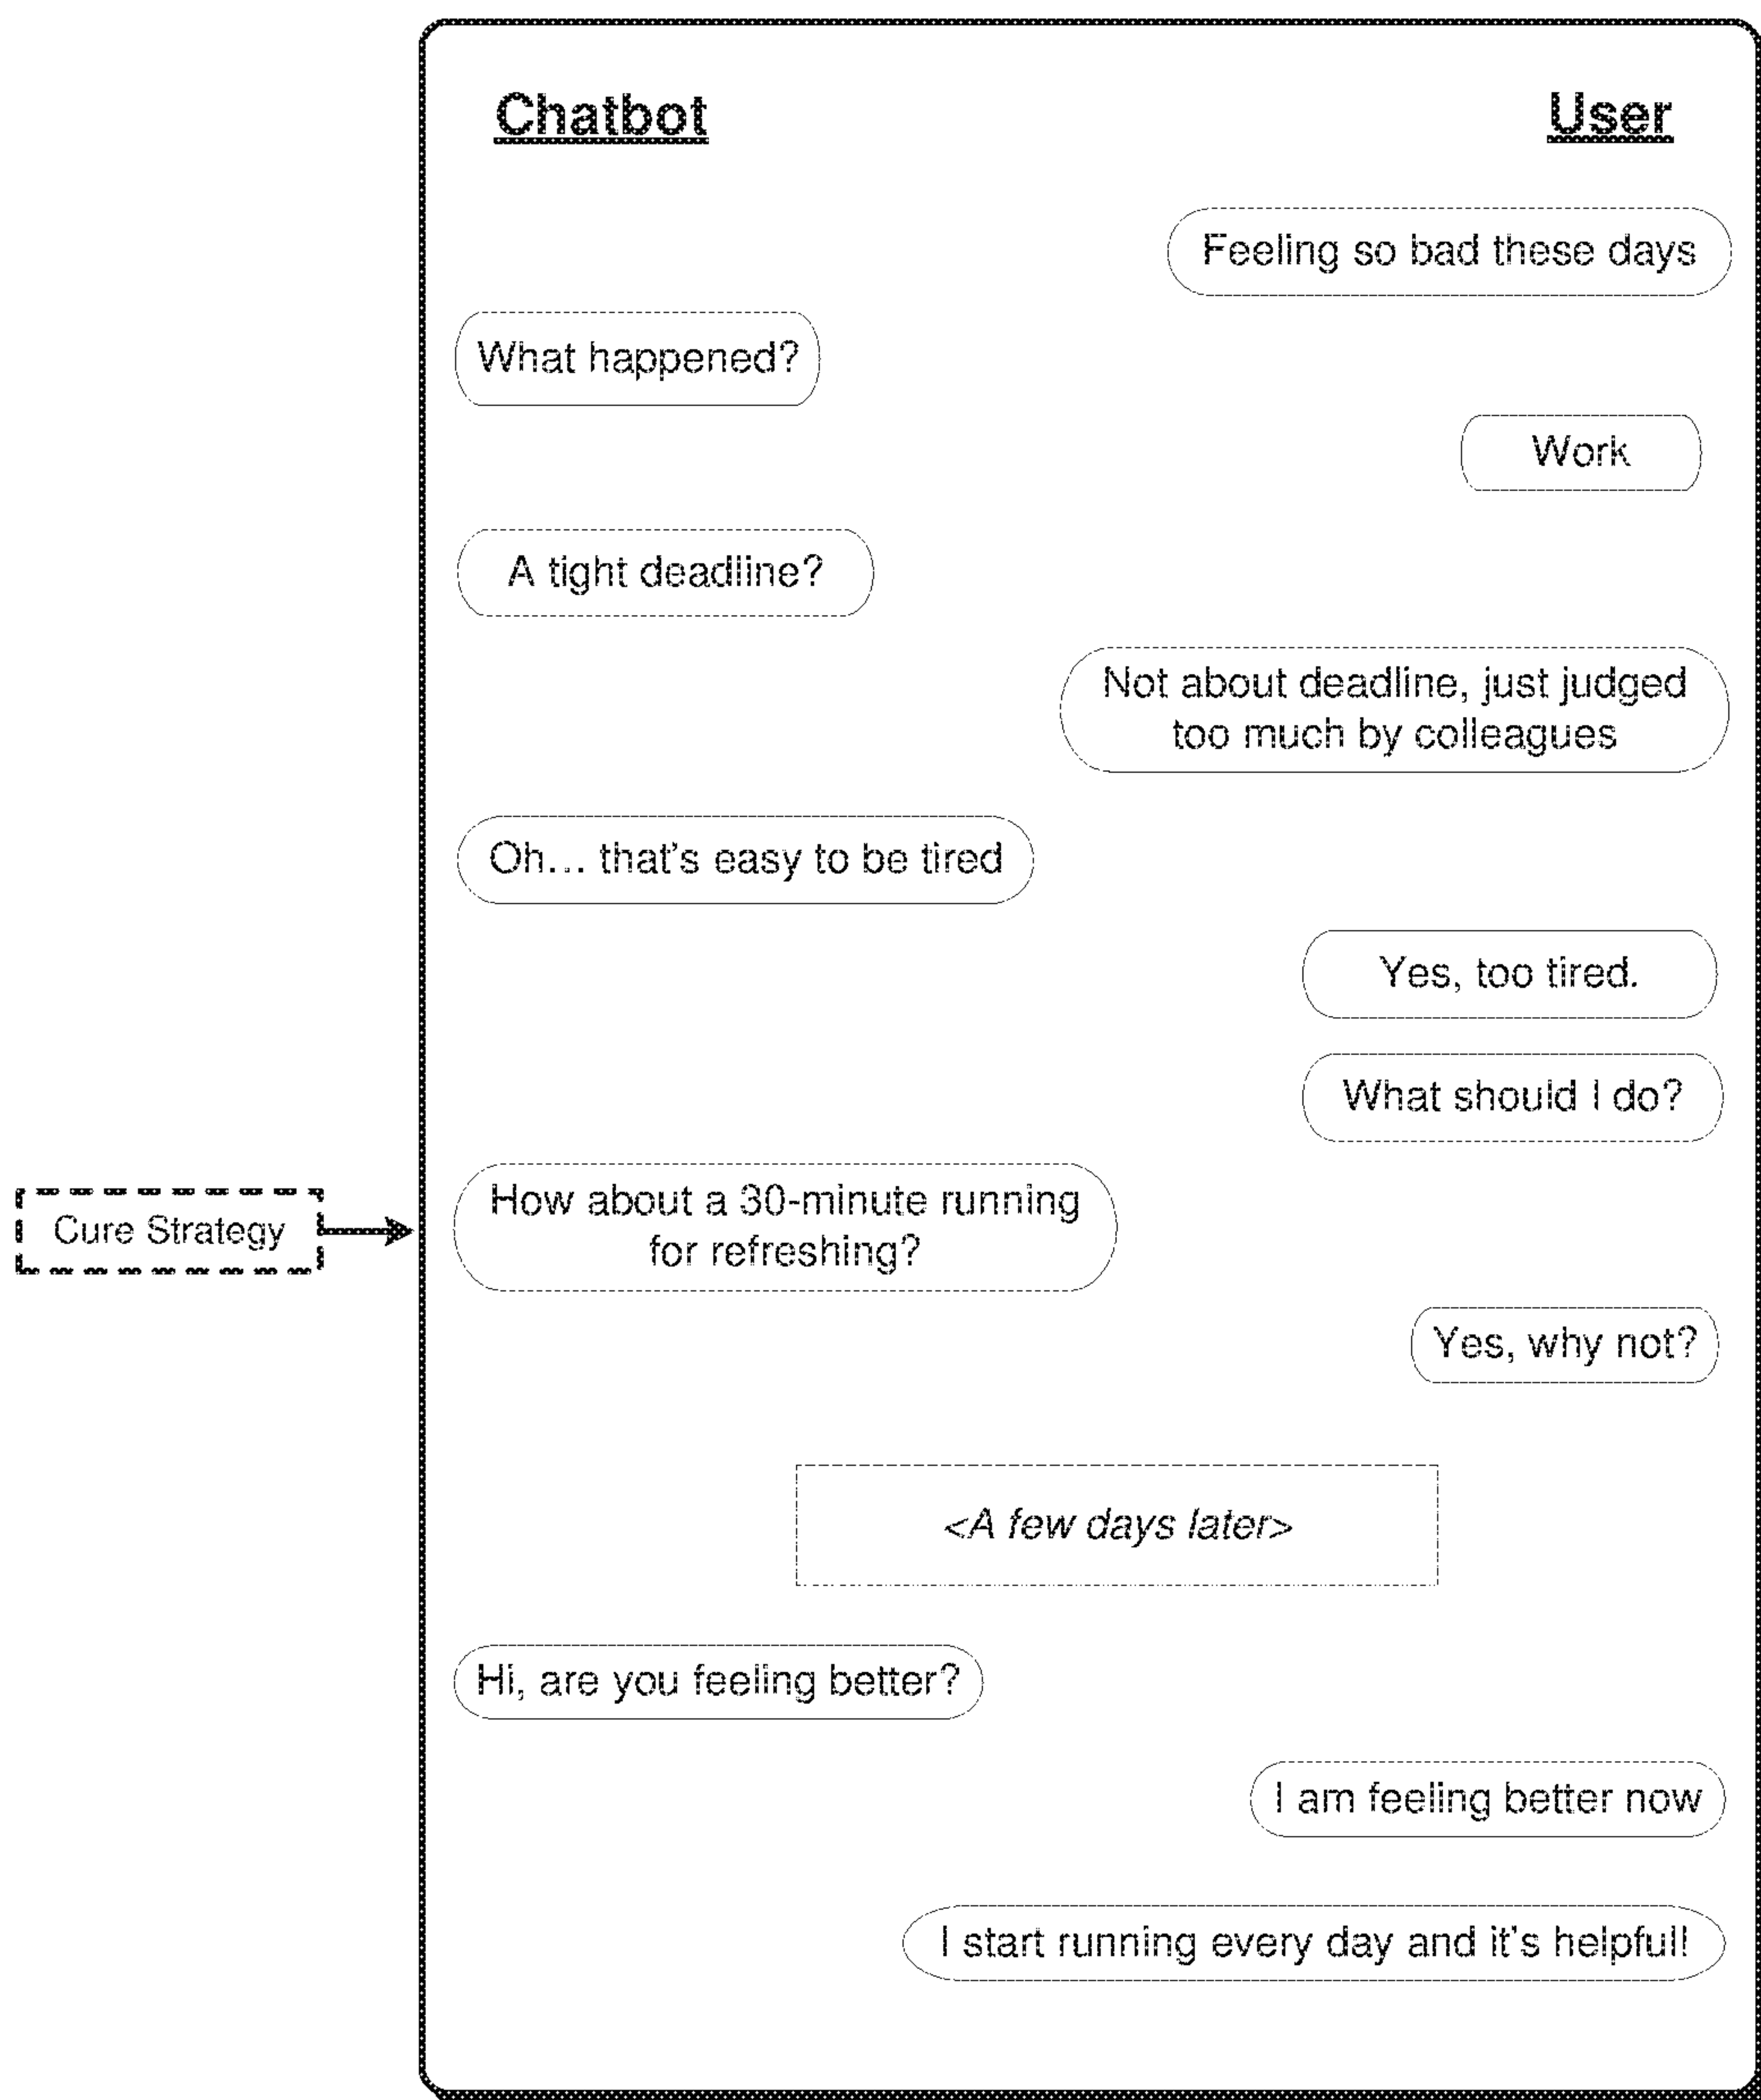 Chatbot
User
Feeling so bad these days
What happened?
Work
A tight deadline?
Not about deadline, just judged
too much by colleagues
Oh... that's easy to be tired
Yes, too tired.
What should I do?
Cure Strategy
How about a 30-minute running
for refreshing?
Yes, why not?
<A few days later>
Hi, are you feeling better?
I am feeling better now
I start running every day and it's helpful!